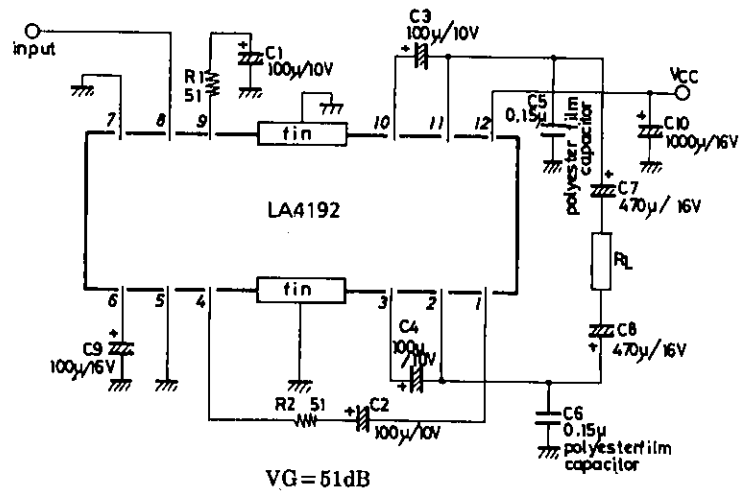 input
C1
100μ/10V
R1
51
C3
100μ/10V
Vcc
C5
0.15μ
polyester film
capacitor
C10
1000μ/16V
C7
470μ/16V
RL
C8
470μ/16V
7
8
9
fin
10
11
12
LA4192
6
5
4
fin
3
2
1
C9
100μ/16V
C4
100μ
/10V
R2 51
C2
100μ/10V
C6
0.15μ
polyesterfilm
capacitor
VG=51dB